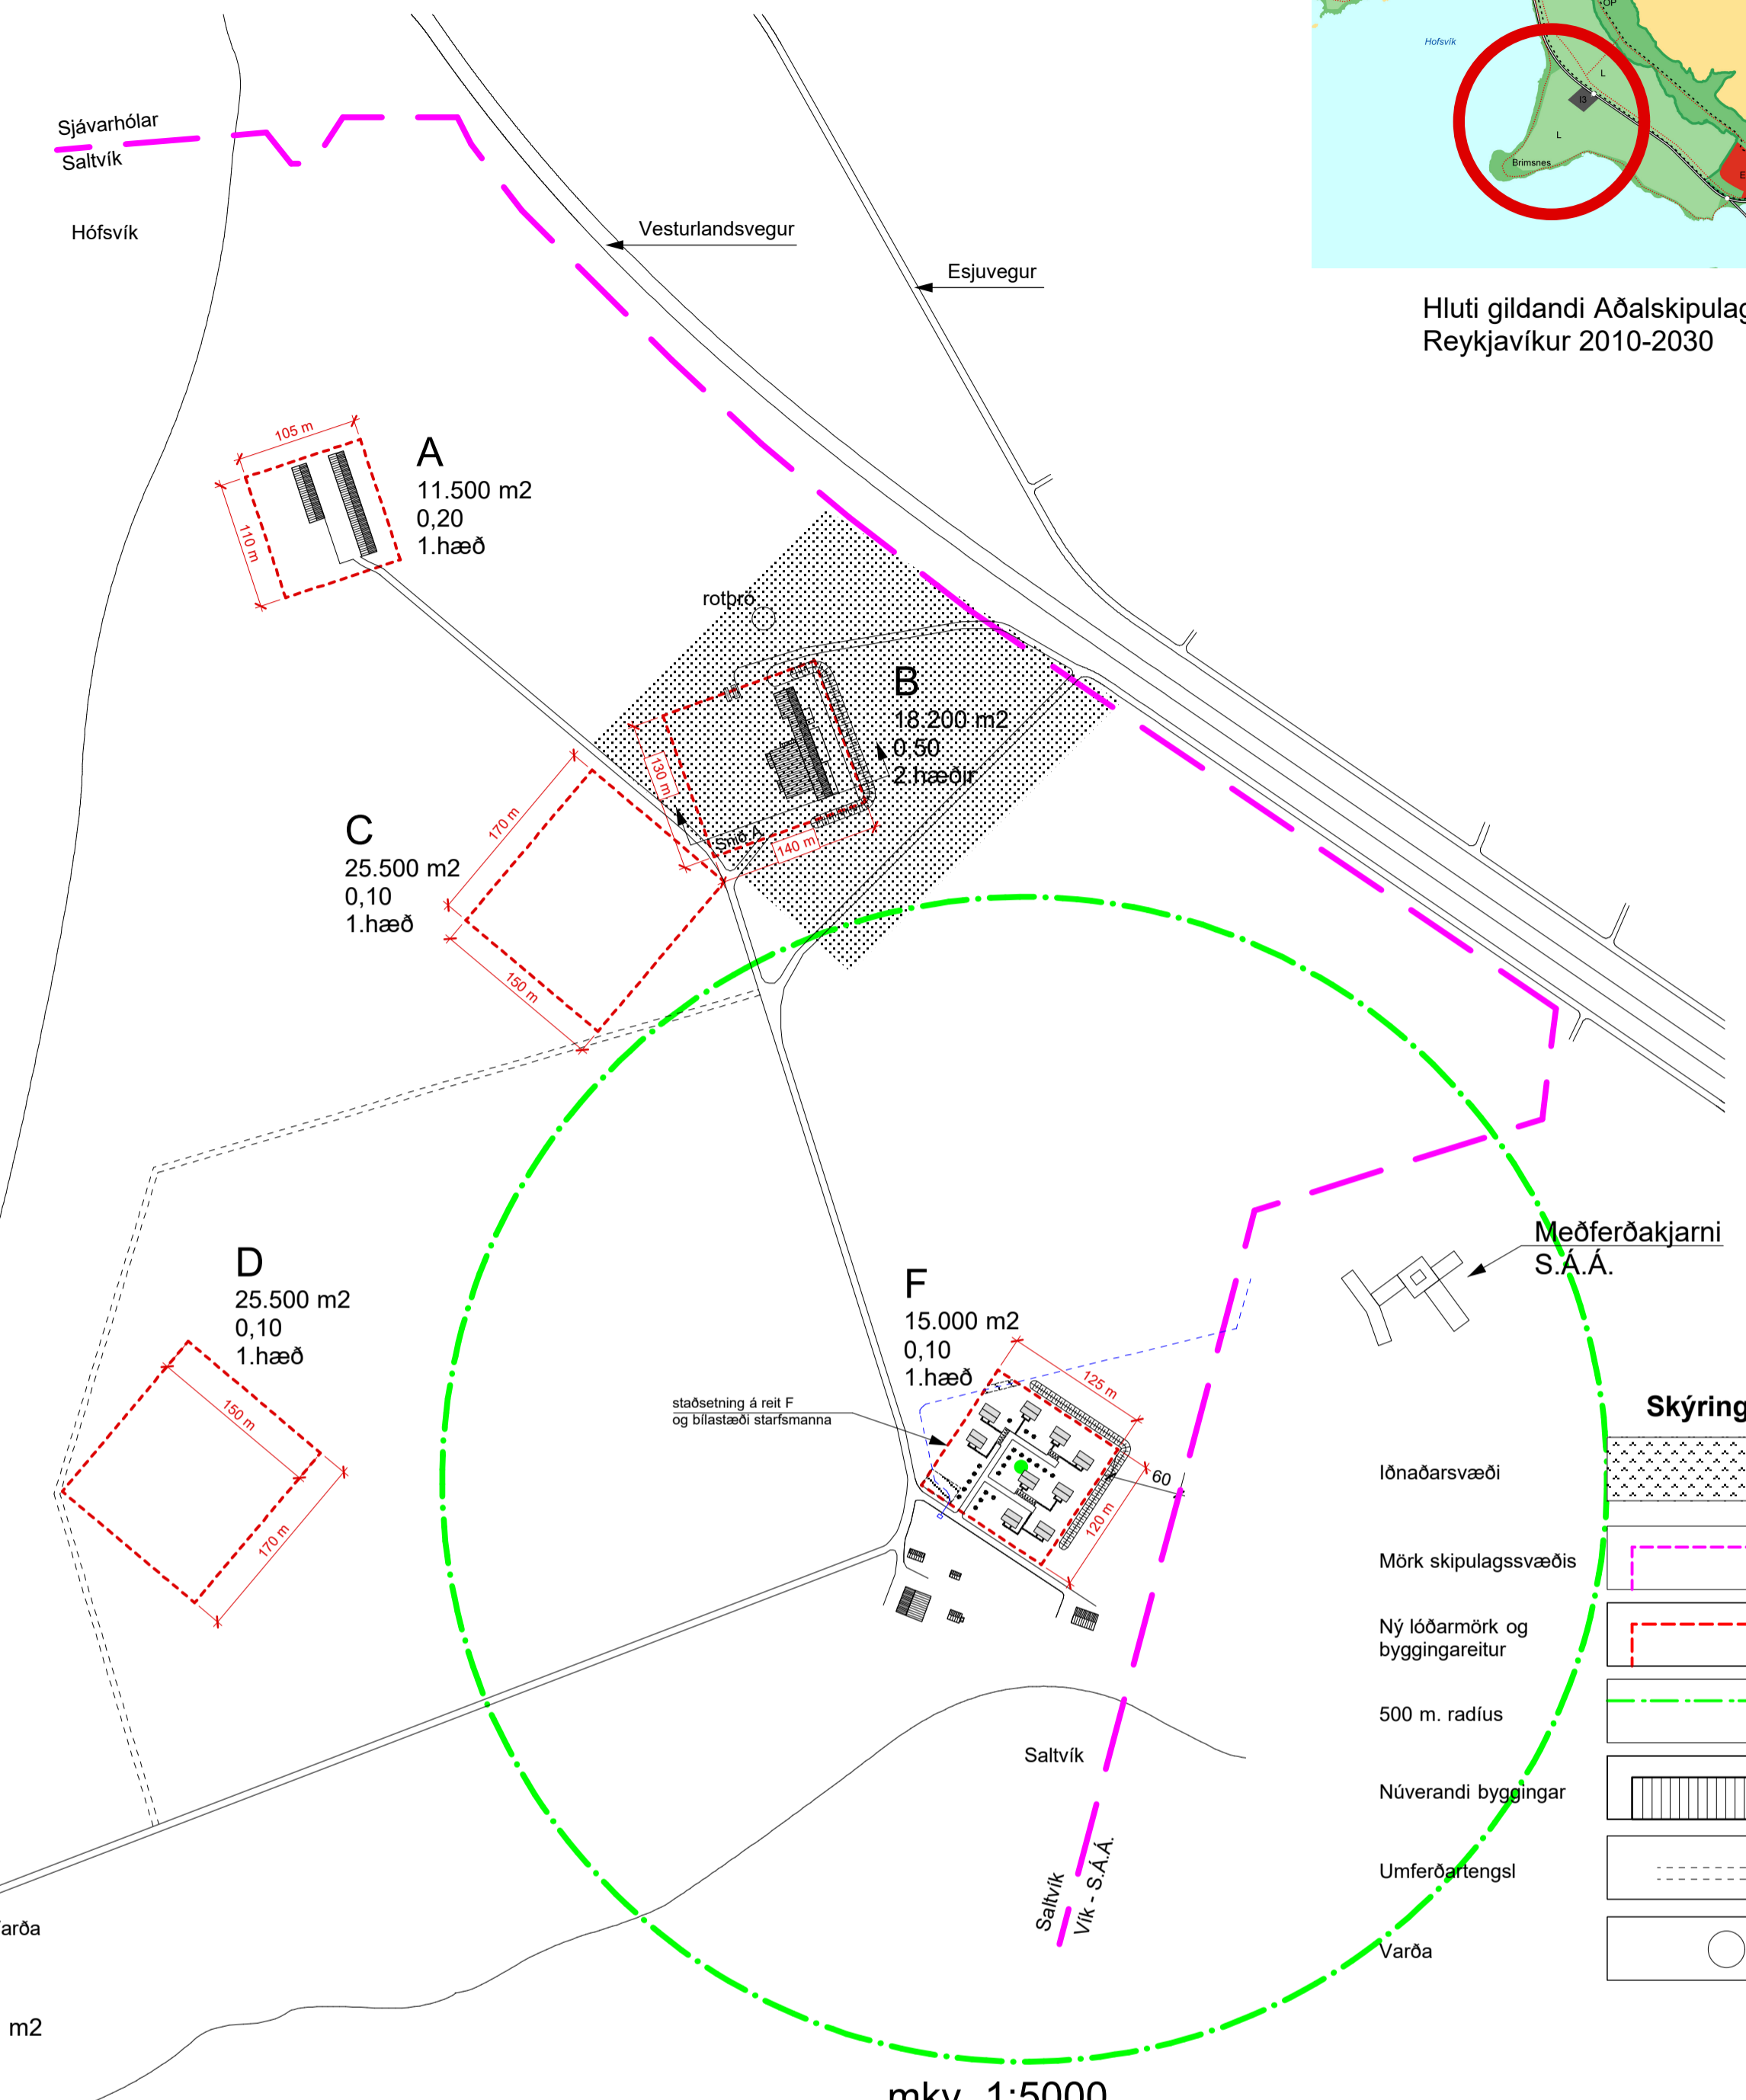 Sjávarhólar
Saltvík
Hófsvík
Vesturlandsvegur
Esjuvegur
OP
Hofsvík
L
I3
L
Brimsnes
E
Hluti gildandi Aðalskipulag
Reykjavíkur 2010-2030
105 m
110 m
A
11.500 m2
0,20
1.hæð
rotþró
B
18.200 m2
0,50
2.hæðir
130 m
140 m
Snið A
C
25.500 m2
0,10
1.hæð
170 m
150 m
D
25.500 m2
0,10
1.hæð
150 m
170 m
F
15.000 m2
0,10
1.hæð
125 m
120 m
60
staðsetning á reit F
og bílastæði starfsmanna
Meðferðakjarni
S.Á.Á.
Skýring
Iðnaðarsvæði
Mörk skipulagssvæðis
Ný lóðarmörk og
byggingareitur
500 m. radíus
Núverandi byggingar
Umferðartengsl
Varða
Saltvík
Saltvík
Vík - S.Á.Á.
arða
m2
mkv. 1:5000